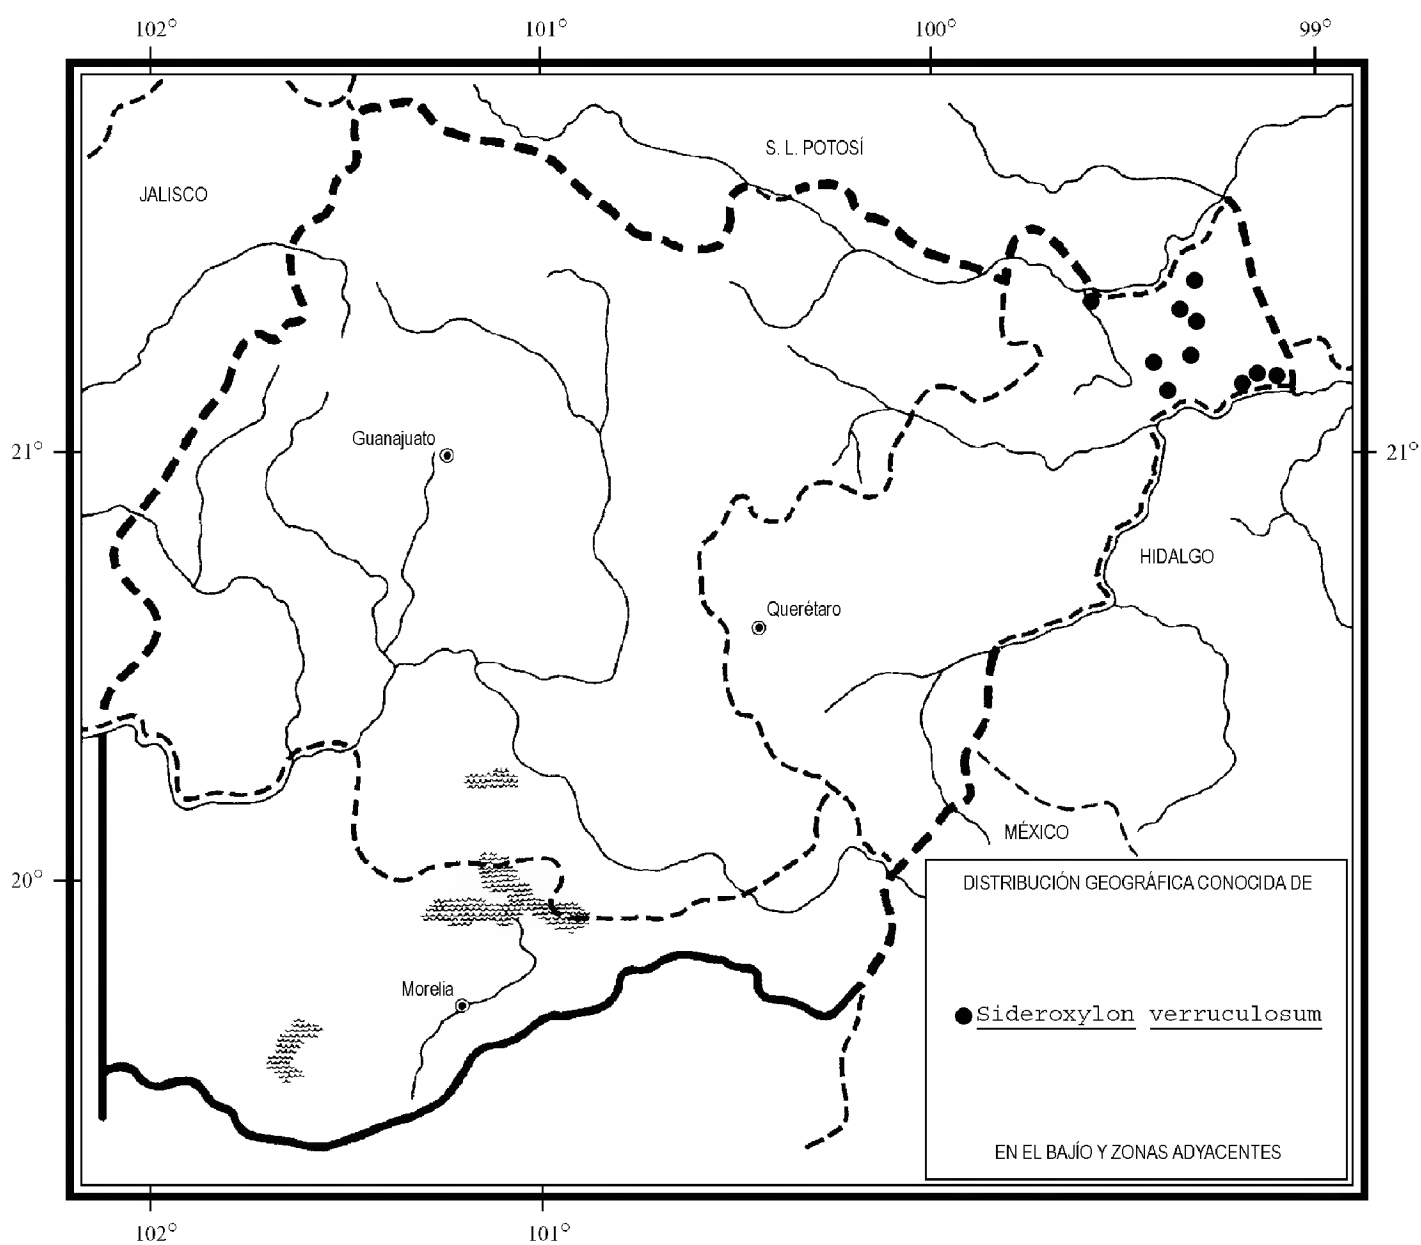 102° 101° 100° 99°
S. L. POTOSÍ
JALISCO
Guanajuato
21° 21°
HIDALGO
Querétaro
MÉXICO
20°
DISTRIBUCIÓN GEOGRÁFICA CONOCIDA DE
Morelia
Sideroxylon verruculosum
EN EL BAJÍO Y ZONAS ADYACENTES
102° 101°